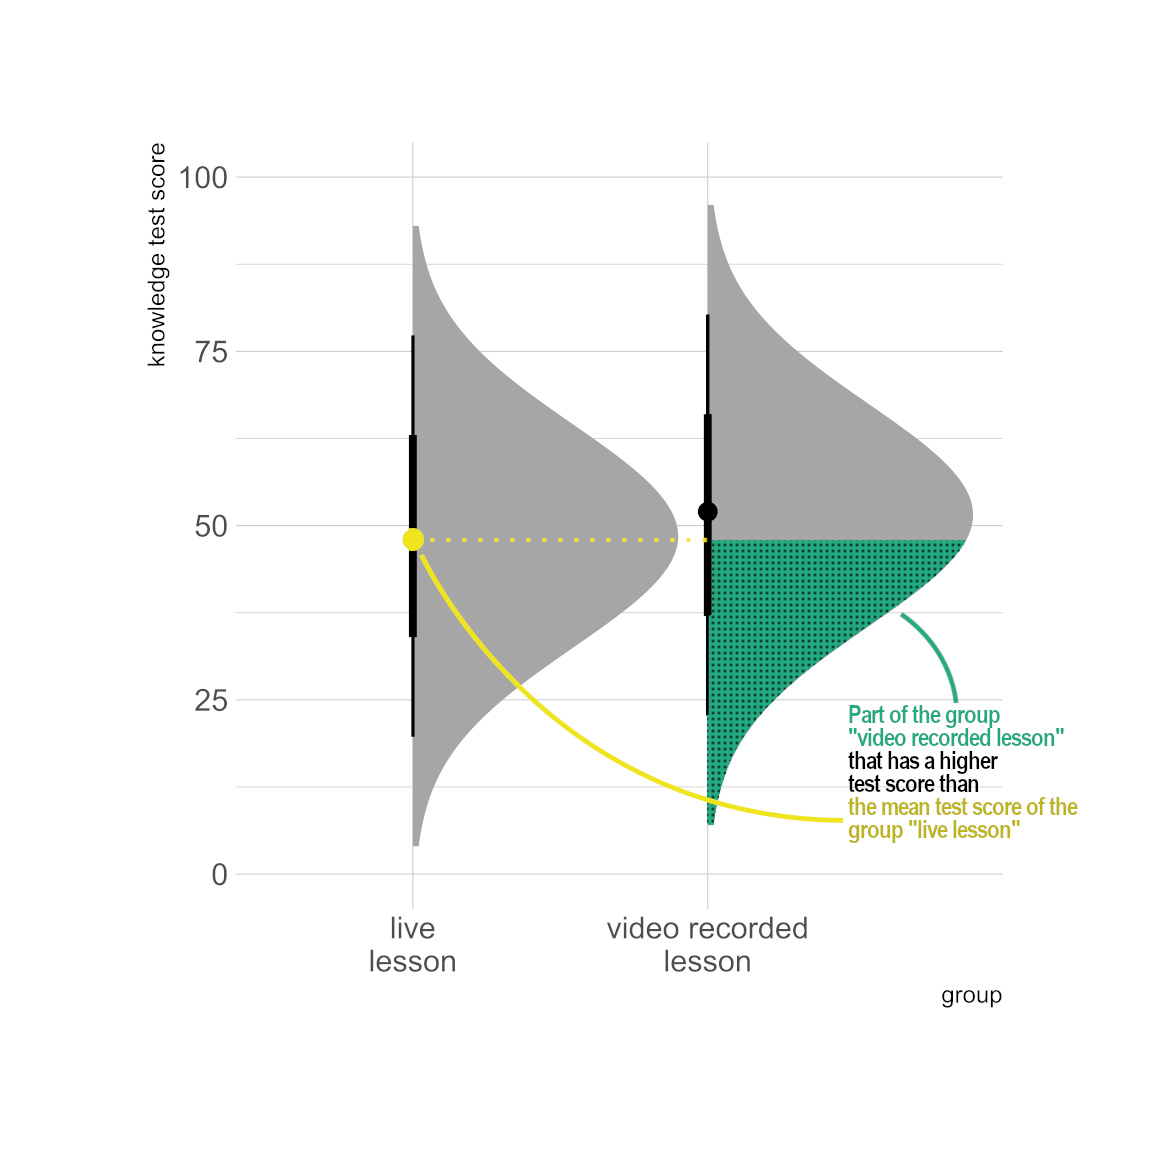 knowledge test score
100
75
50
25
0
Part of the group
"video recorded lesson"
that has a higher
test score than
the mean test score of the
group "live lesson"
live
lesson
video recorded
lesson
group